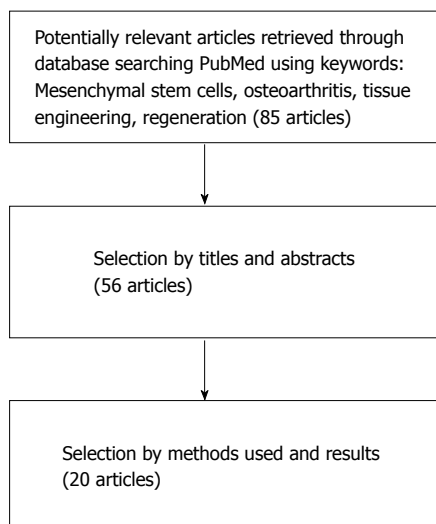 Potentially relevant articles retrieved through
database searching PubMed using keywords:
Mesenchymal stem cells, osteoarthritis, tissue
engineering, regeneration (85 articles)
Selection by titles and abstracts
(56 articles)
Selection by methods used and results
(20 articles)